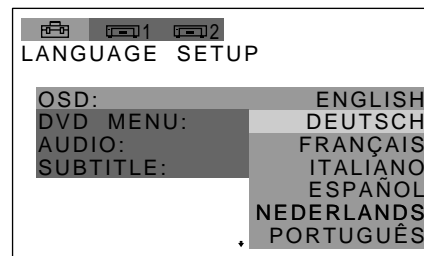 1 2
LANGUAGE SETUP
OSD: ENGLISH
DVD MENU: DEUTSCH
AUDIO: FRANÇAIS
SUBTITLE: ITALIANO
ESPAÑOL
NEDERLANDS
PORTUGUÊS